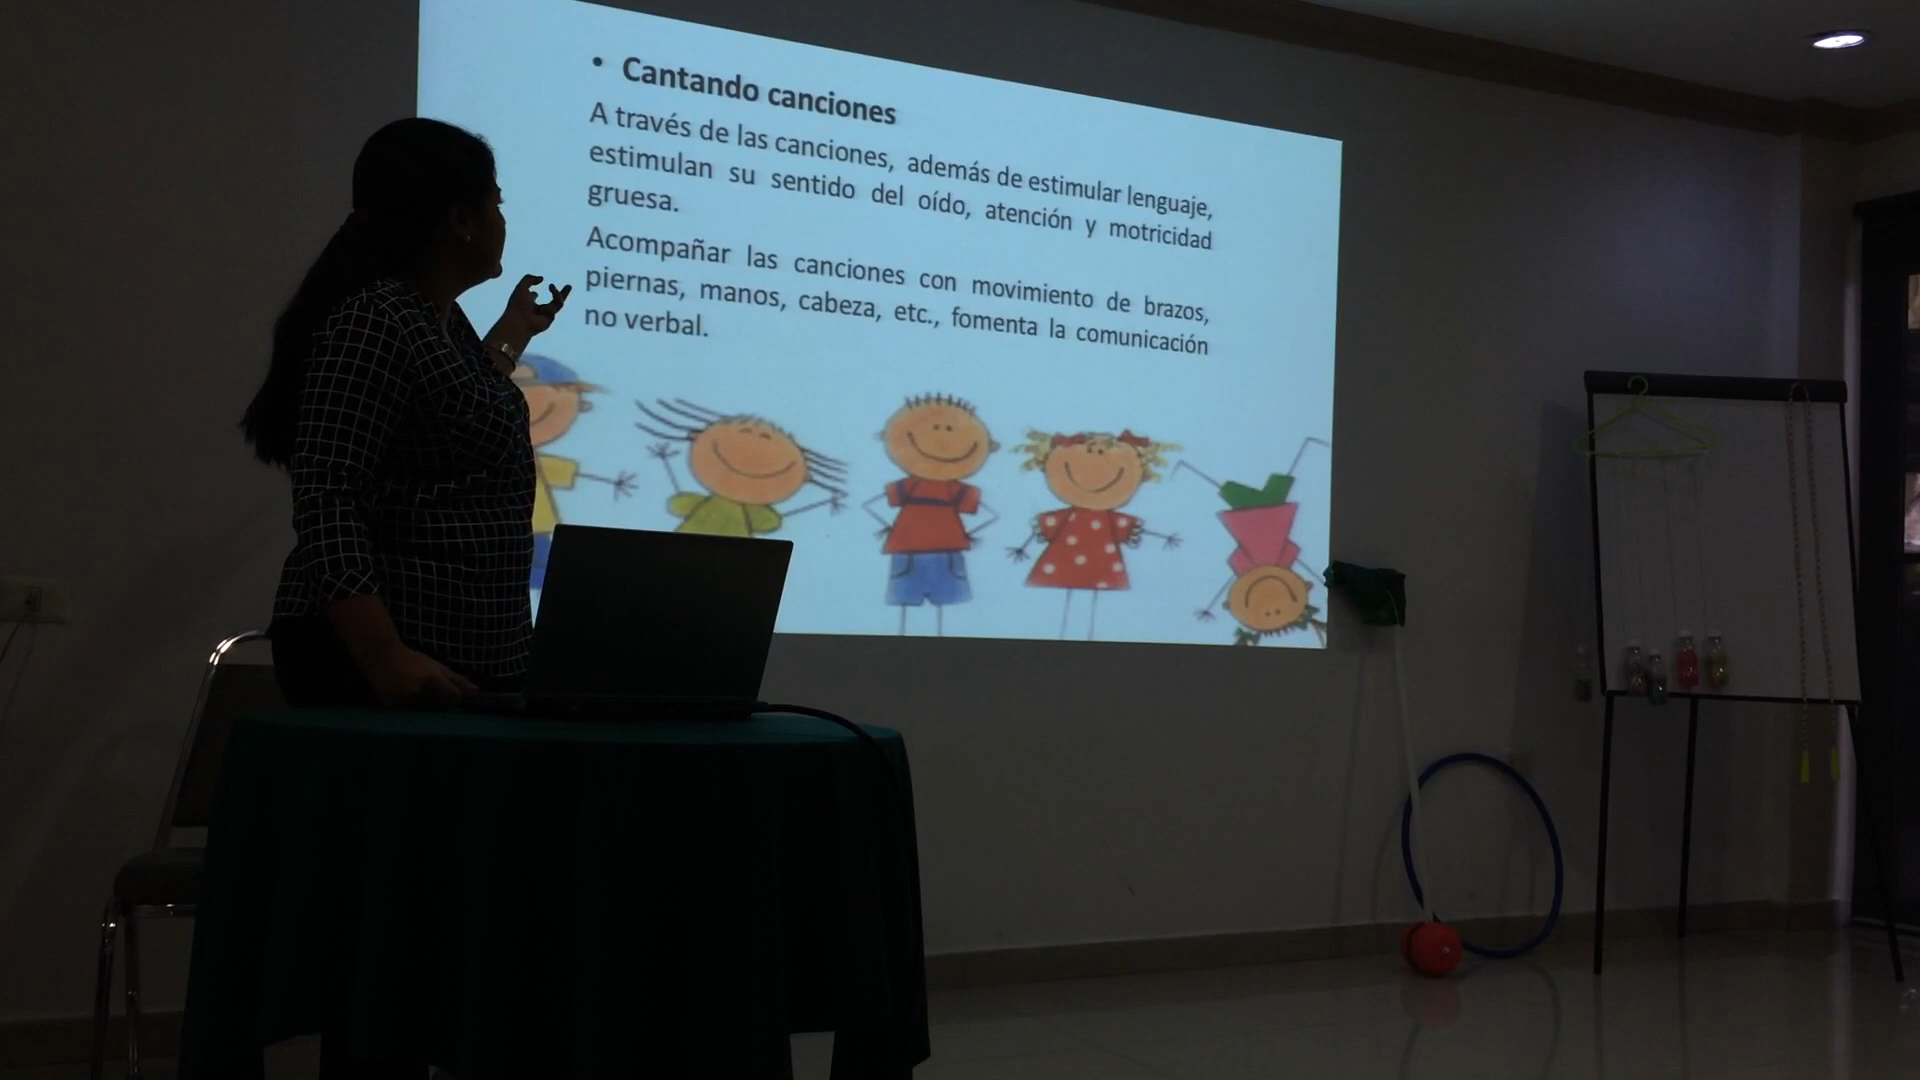 • Cantando canciones
A través de las canciones, además de estimular lenguaje,
estimulan su sentido del oído, atención y motricidad
gruesa.
Acompañar las canciones con movimiento de brazos,
piernas, manos, cabeza, etc., fomenta la comunicación
no verbal.